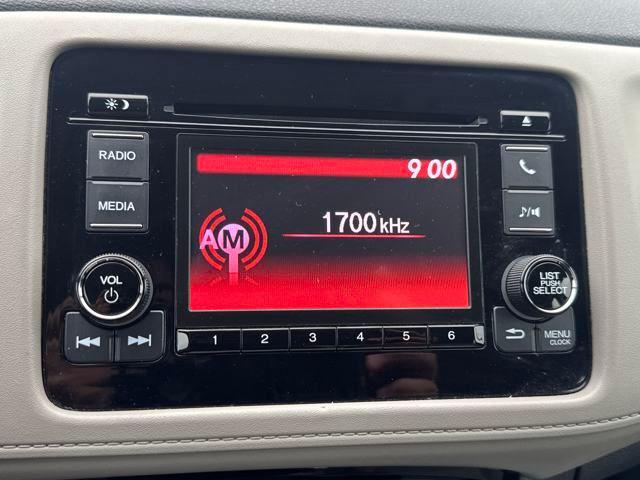 RADIO
MEDIA
VOL
9 00
AM
1700 kHz
1 2 3 4 5 6
LIST
PUSH
SELECT
MENU
CLOCK